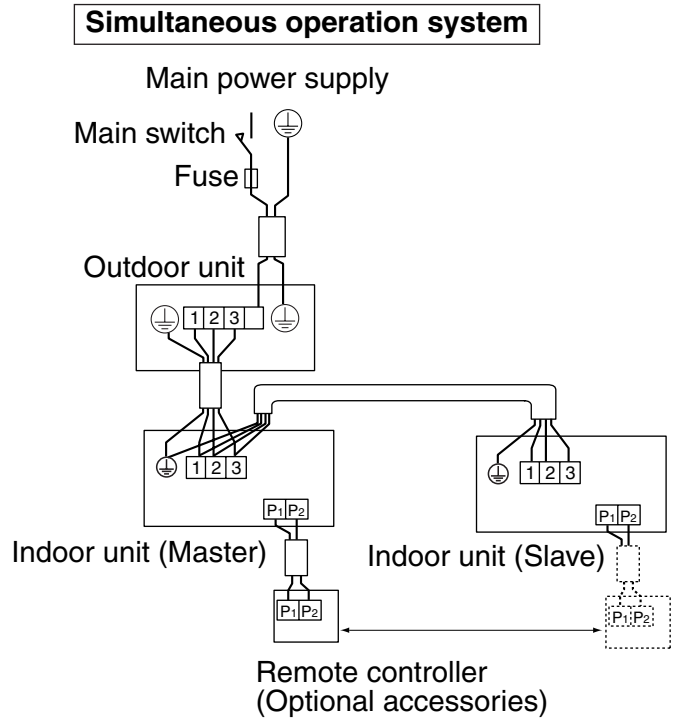 Simultaneous operation system
Main power supply
Main switch
Fuse
Outdoor unit
1 2 3
1 2 3
1 2 3
P1 P2
P1 P2
Indoor unit (Master)
Indoor unit (Slave)
P1 P2
P1 P2
Remote controller
(Optional accessories)